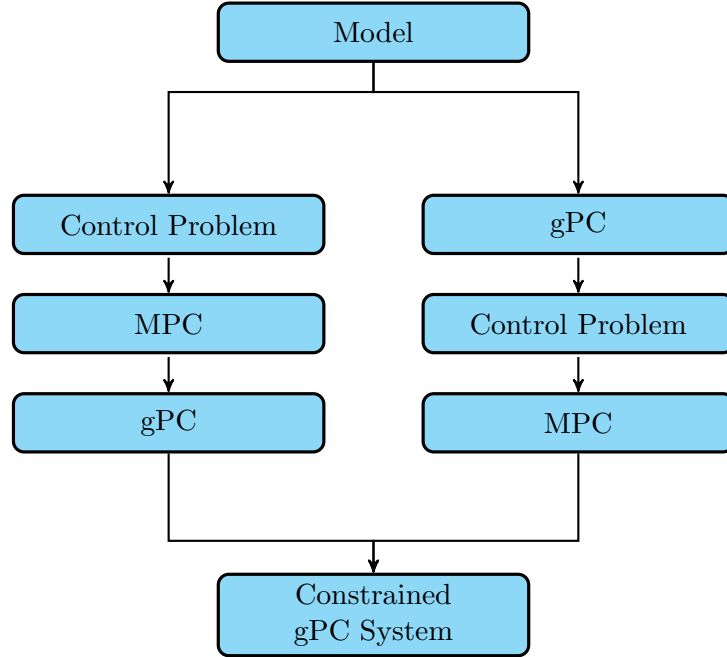 Model
Control Problem
gPC
MPC
Control Problem
gPC
MPC
Constrained
gPC System